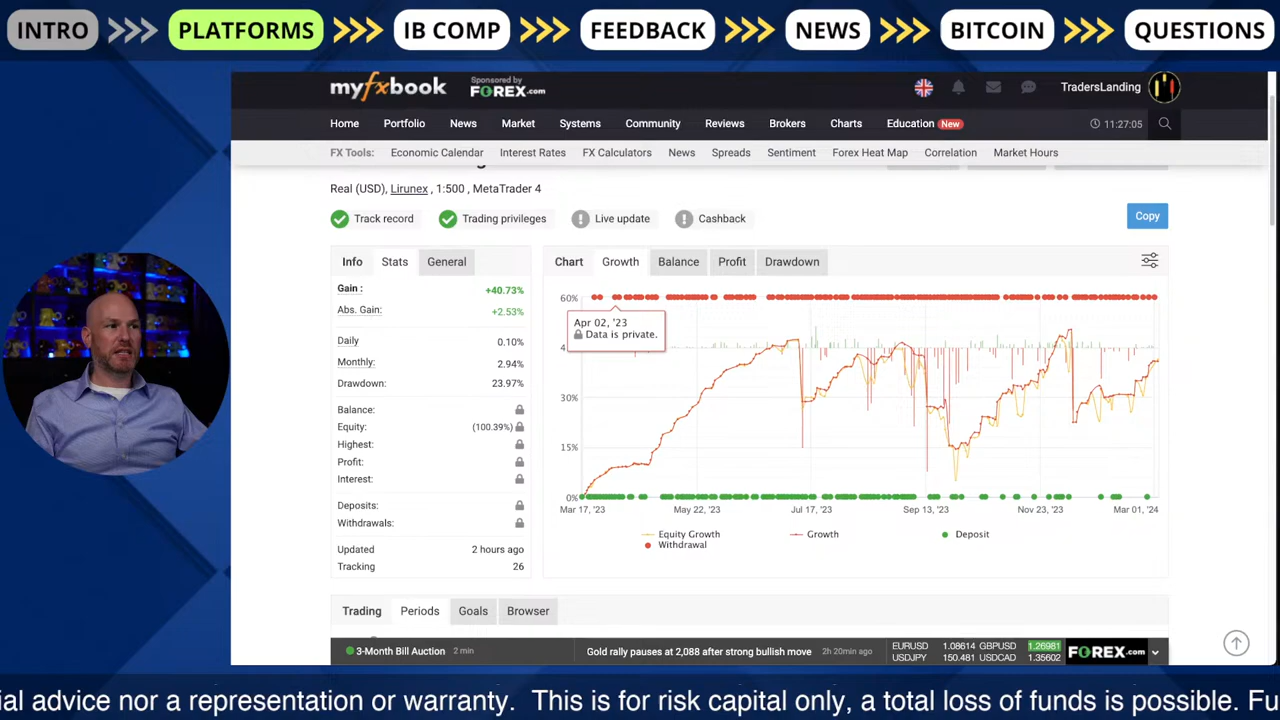 INTRO PLATFORMS IB COMP FEEDBACK NEWS BITCOIN QUESTIONS
myfxbook Sponsored by FOREX.com TradersLanding
Home Portfolio News Market Systems Community Reviews Brokers Charts Education New 11:27:05
FX Tools: Economic Calendar Interest Rates FX Calculators News Spreads Sentiment Forex Heat Map Correlation Market Hours
Real (USD), Lirunex , 1:500 , MetaTrader 4
Track record Trading privileges Live update Cashback Copy
Info Stats General
Gain : +40.73%
Abs. Gain: +2.53%
Daily 0.10%
Monthly: 2.94%
Drawdown: 23.97%
Balance:
Equity: (100.39%)
Highest:
Profit:
Interest:
Deposits:
Withdrawals:
Updated 2 hours ago
Tracking 26
Chart Growth Balance Profit Drawdown
60%
Apr 02, '23
Data is private.
4
30%
15%
0%
Mar 17, '23 May 22, '23 Jul 17, '23 Sep 13, '23 Nov 23, '23 Mar 01, '24
Equity Growth Growth Deposit
Withdrawal
Trading Periods Goals Browser
3-Month Bill Auction 2 min Gold rally pauses at 2,088 after strong bullish move 2h 20min ago
EURUSD 1.08614 GBPUSD 1.26981
USDJPY 150.481 USDCAD 1.35602
FOREX.com
ial advice nor a representation or warranty. This is for risk capital only, a total loss of funds is possible. Fu